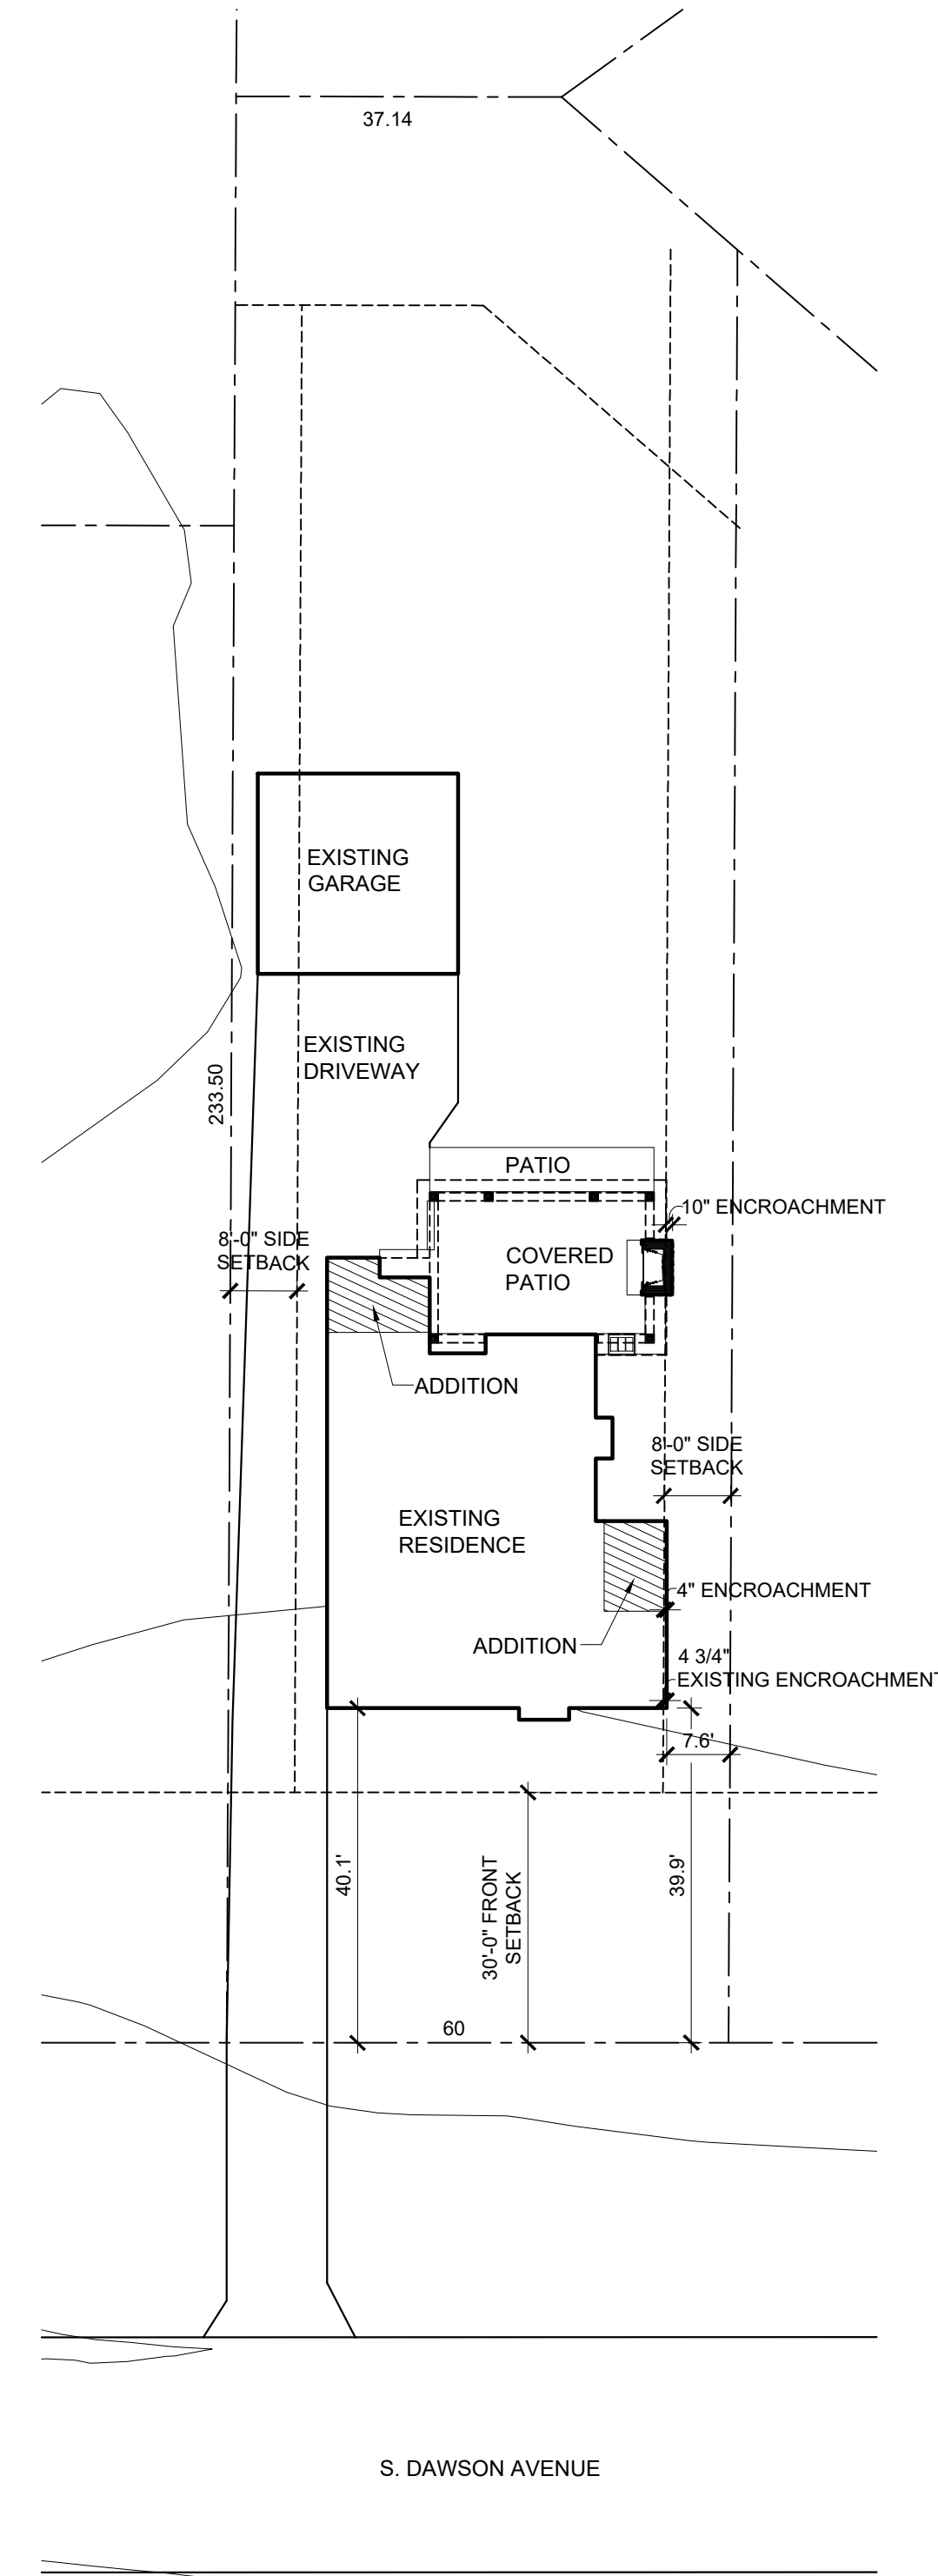 37.14
EXISTING
GARAGE
EXISTING
DRIVEWAY
233.50
PATIO
10" ENCROACHMENT
8'-0" SIDE
SETBACK
COVERED
PATIO
ADDITION
8'-0" SIDE
SETBACK
EXISTING
RESIDENCE
4" ENCROACHMENT
ADDITION
4 3/4"
EXISTING ENCROACHMENT
7.6'
40.1'
30'-0" FRONT
SETBACK
39.9'
60
S. DAWSON AVENUE